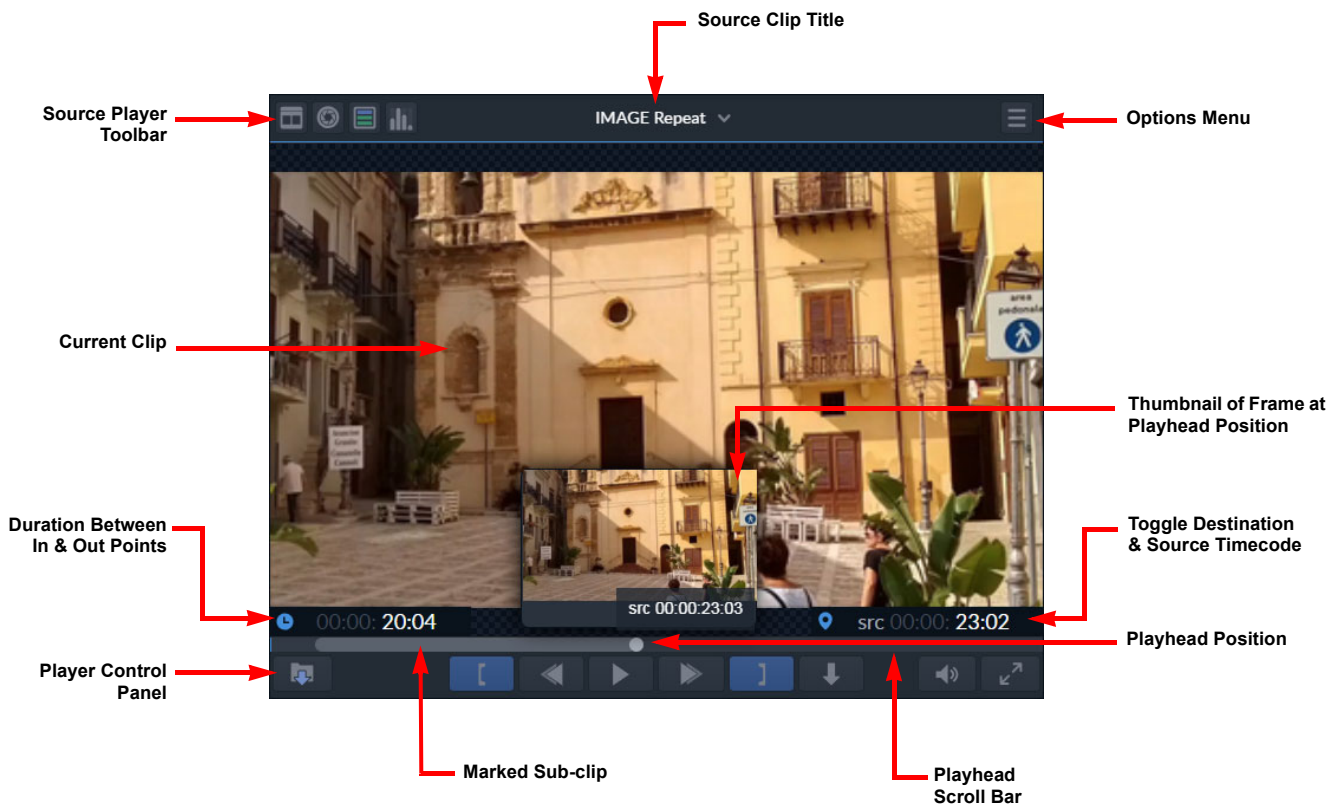 Source Clip Title
Source Player
Toolbar
IMAGE Repeat
Options Menu
area
pedonale
Current Clip
Thumbnail of Frame at
Playhead Position
Duration Between
In & Out Points
Toggle Destination
& Source Timecode
src 00:00:23:03
00:00: 20:04
src 00:00: 23:02
Playhead Position
Player Control
Panel
Marked Sub-clip
Playhead
Scroll Bar